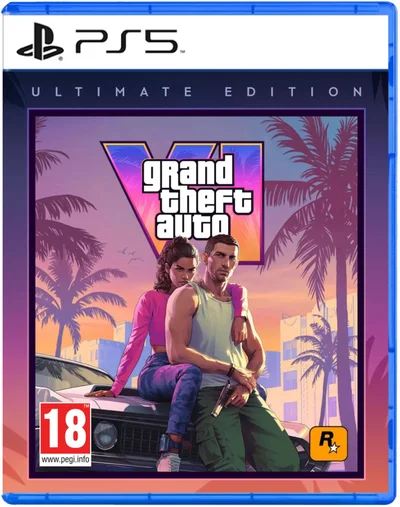 PS5
ULTIMATE EDITION
VI
grand
theft
auto
18
www.pegi.info
R